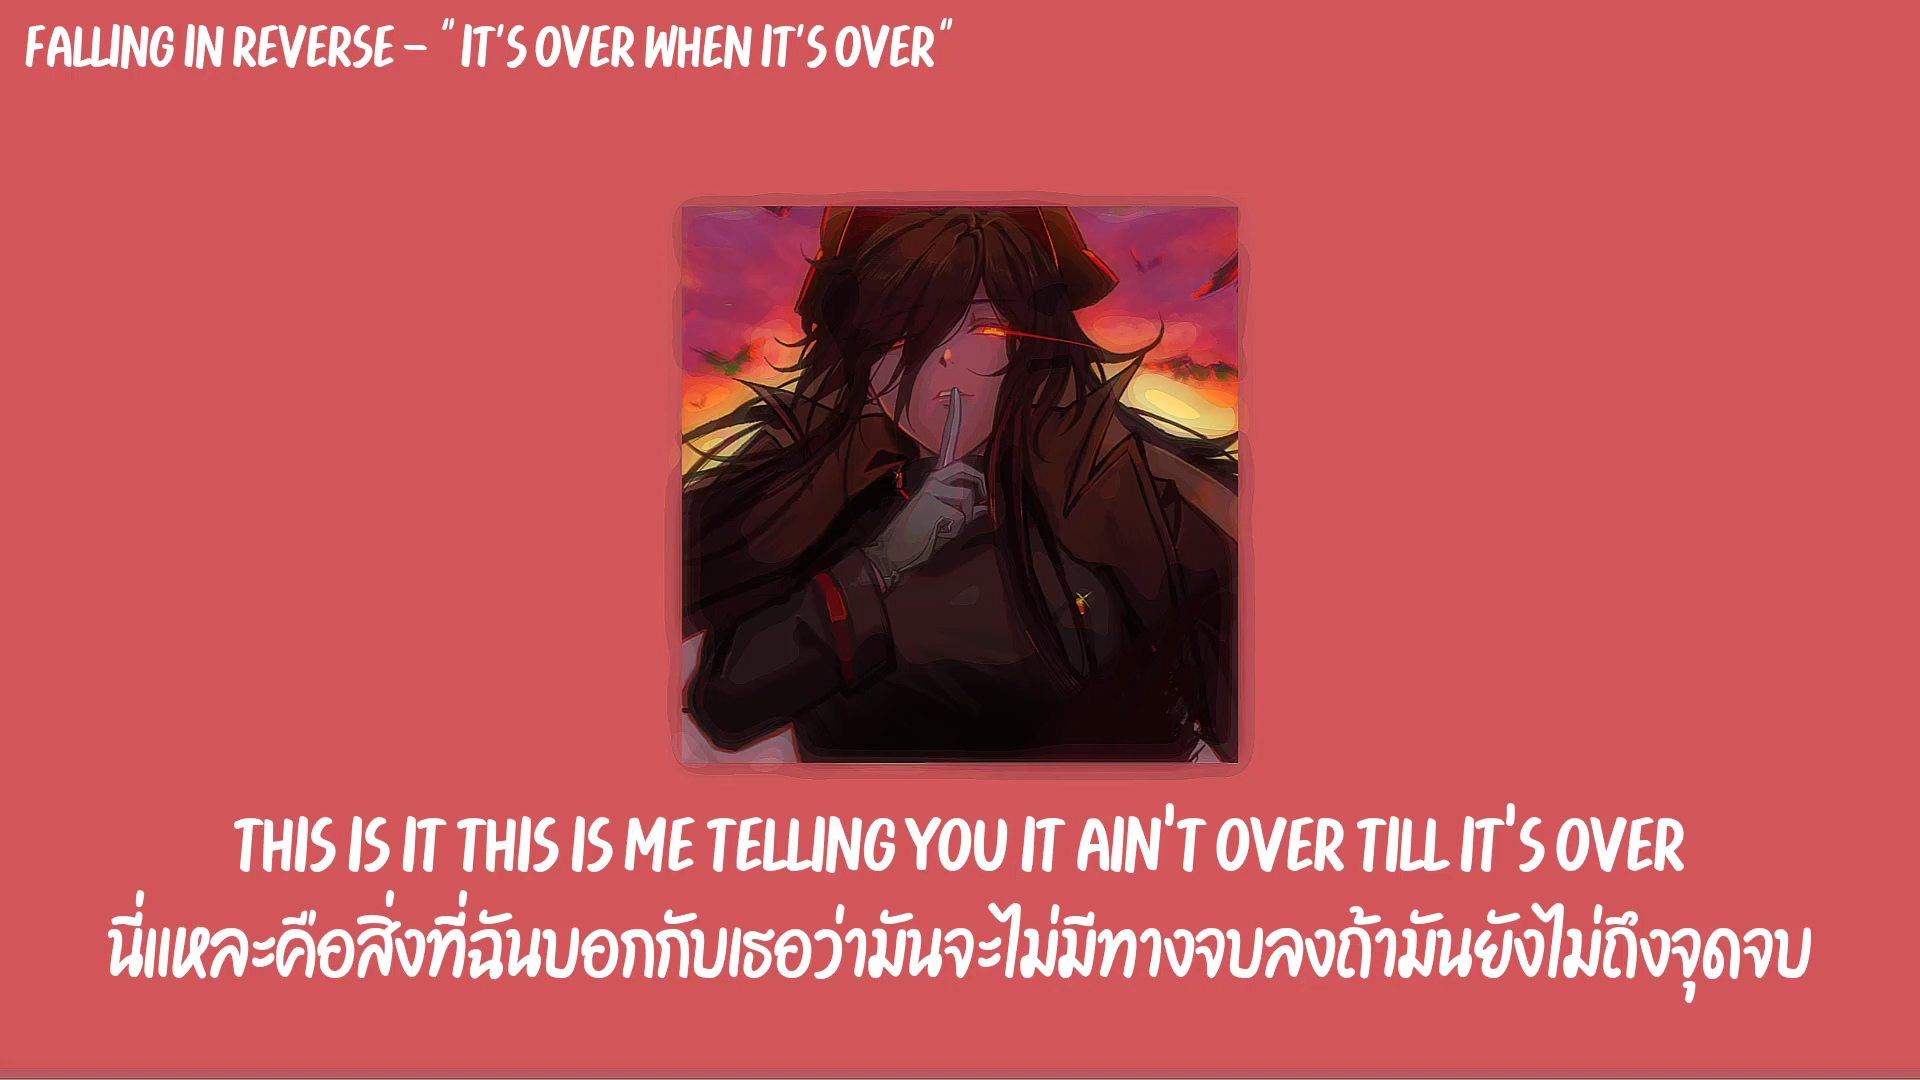 FALLING IN REVERSE - "IT'S OVER WHEN IT'S OVER"
THIS IS IT THIS IS ME TELLING YOU IT AIN'T OVER TILL IT'S OVER
นี่แหละคือสิ่งที่ฉันบอกกับเธอว่ามันจะไม่มีทางจบลงถ้ามันยังไม่ถึงจุดจบ